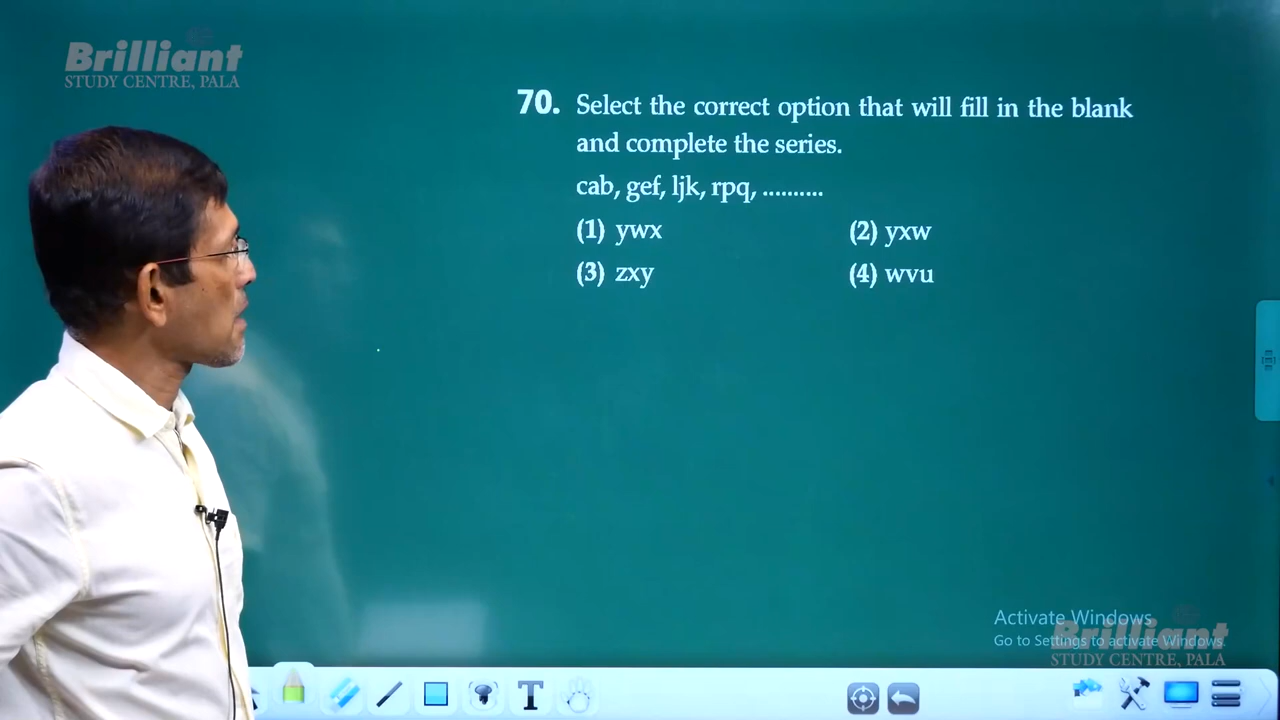 Brilliant
STUDY CENTRE, PALA
70. Select the correct option that will fill in the blank
and complete the series.
cab, gef, ljk, rpq, ..........
(1) ywx
(2) yxw
(3) zxy
(4) wvu
Activate Windows
Go to Settings to activate Windows.
Brilliant
STUDY CENTRE, PALA
T